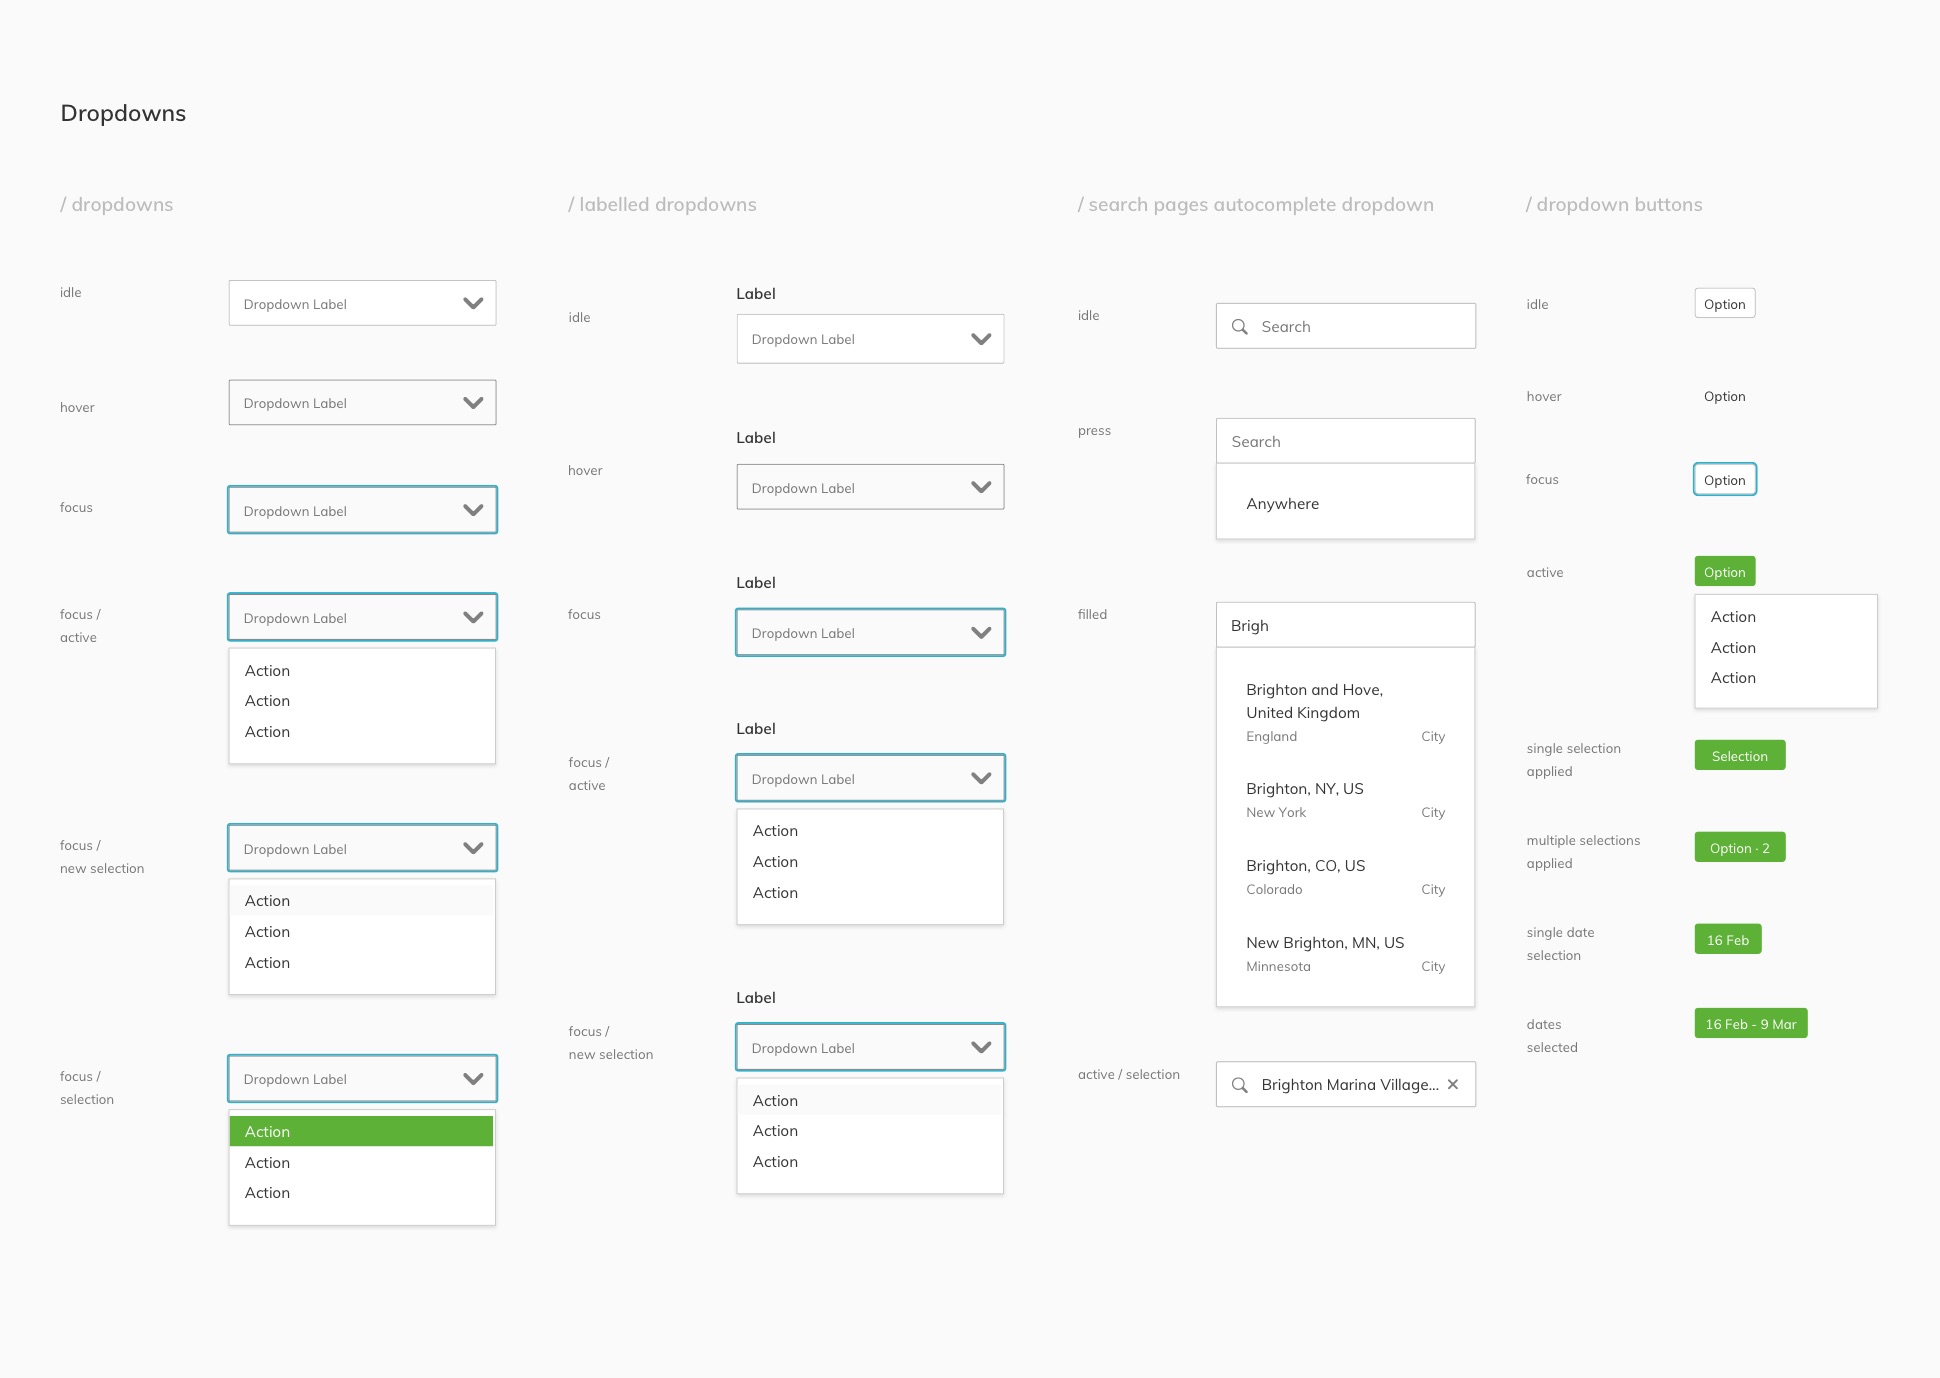 Dropdowns
/ dropdowns
idle
Dropdown Label
hover
Dropdown Label
focus
Dropdown Label
focus /
active
Dropdown Label
Action
Action
Action
focus /
new selection
Dropdown Label
Action
Action
Action
focus /
selection
Dropdown Label
Action
Action
Action
/ labelled dropdowns
idle
Label
Dropdown Label
hover
Label
Dropdown Label
focus
Label
Dropdown Label
focus /
active
Label
Dropdown Label
Action
Action
Action
focus /
new selection
Label
Dropdown Label
Action
Action
Action
/ search pages autocomplete dropdown
idle
Search
press
Search
Anywhere
filled
Brigh
Brighton and Hove,
United Kingdom
England City
Brighton, NY, US
New York City
Brighton, CO, US
Colorado City
New Brighton, MN, US
Minnesota City
active / selection
Brighton Marina Village...
/ dropdown buttons
idle
Option
hover
Option
focus
Option
active
Option
Action
Action
Action
single selection
applied
Selection
multiple selections
applied
Option · 2
single date
selection
16 Feb
dates
selected
16 Feb - 9 Mar